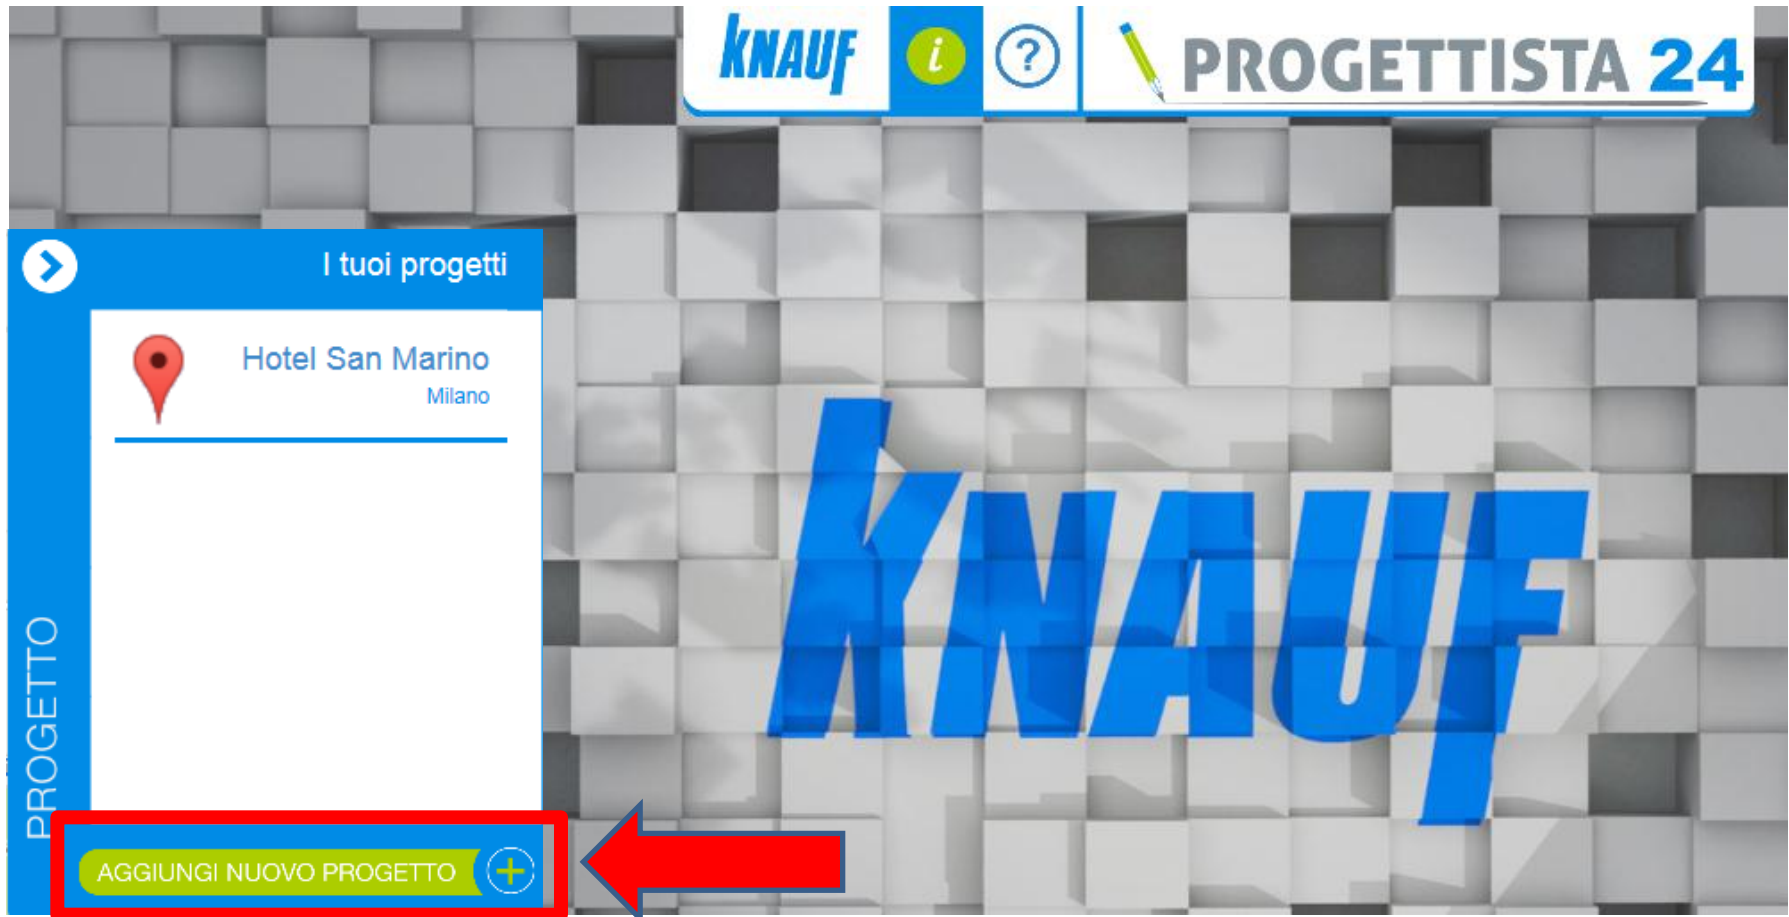 KNAUF
i
?
PROGETTISTA 24
I tuoi progetti
Hotel San Marino
Milano
PROGETTO
AGGIUNGI NUOVO PROGETTO +
KNAUF